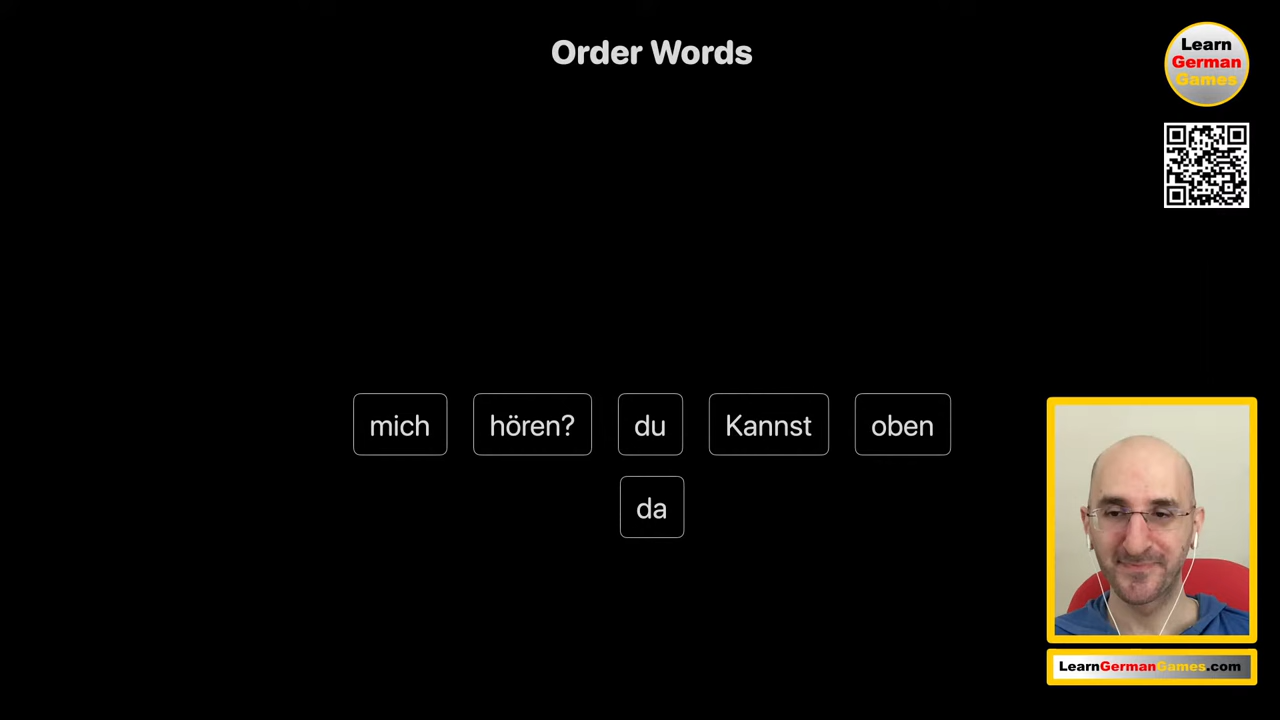 Order Words
Learn
German
Games
mich hören? du Kannst oben
da
LearnGermanGames.com